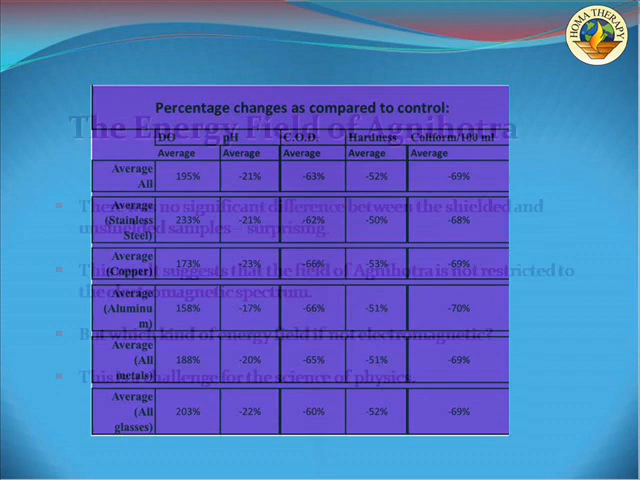 HOMA THERAPY
Percentage changes as compared to control:
The Energy Field of Agnihotra
DO pH C.O.D. Hardness Coliform/100 ml
Average Average Average Average Average
Average
All 195% -21% -63% -52% -69%
Average
(Stainless
Steel) 233% -21% -62% -50% -68%
Average
(Copper) 173% -23% -66% -53% -69%
Average
(Aluminu
m) 158% -17% -66% -51% -70%
Average
(All
metals) 188% -20% -65% -51% -69%
Average
(All
glasses) 203% -22% -60% -52% -69%
no significant difference between the shielded and
unshielded samples – surprising.
suggests that the field of Agnihotra is not restricted to
the electromagnetic spectrum.
But which kind of energy field if not electromagnetic?
This is a challenge for the science of physics.